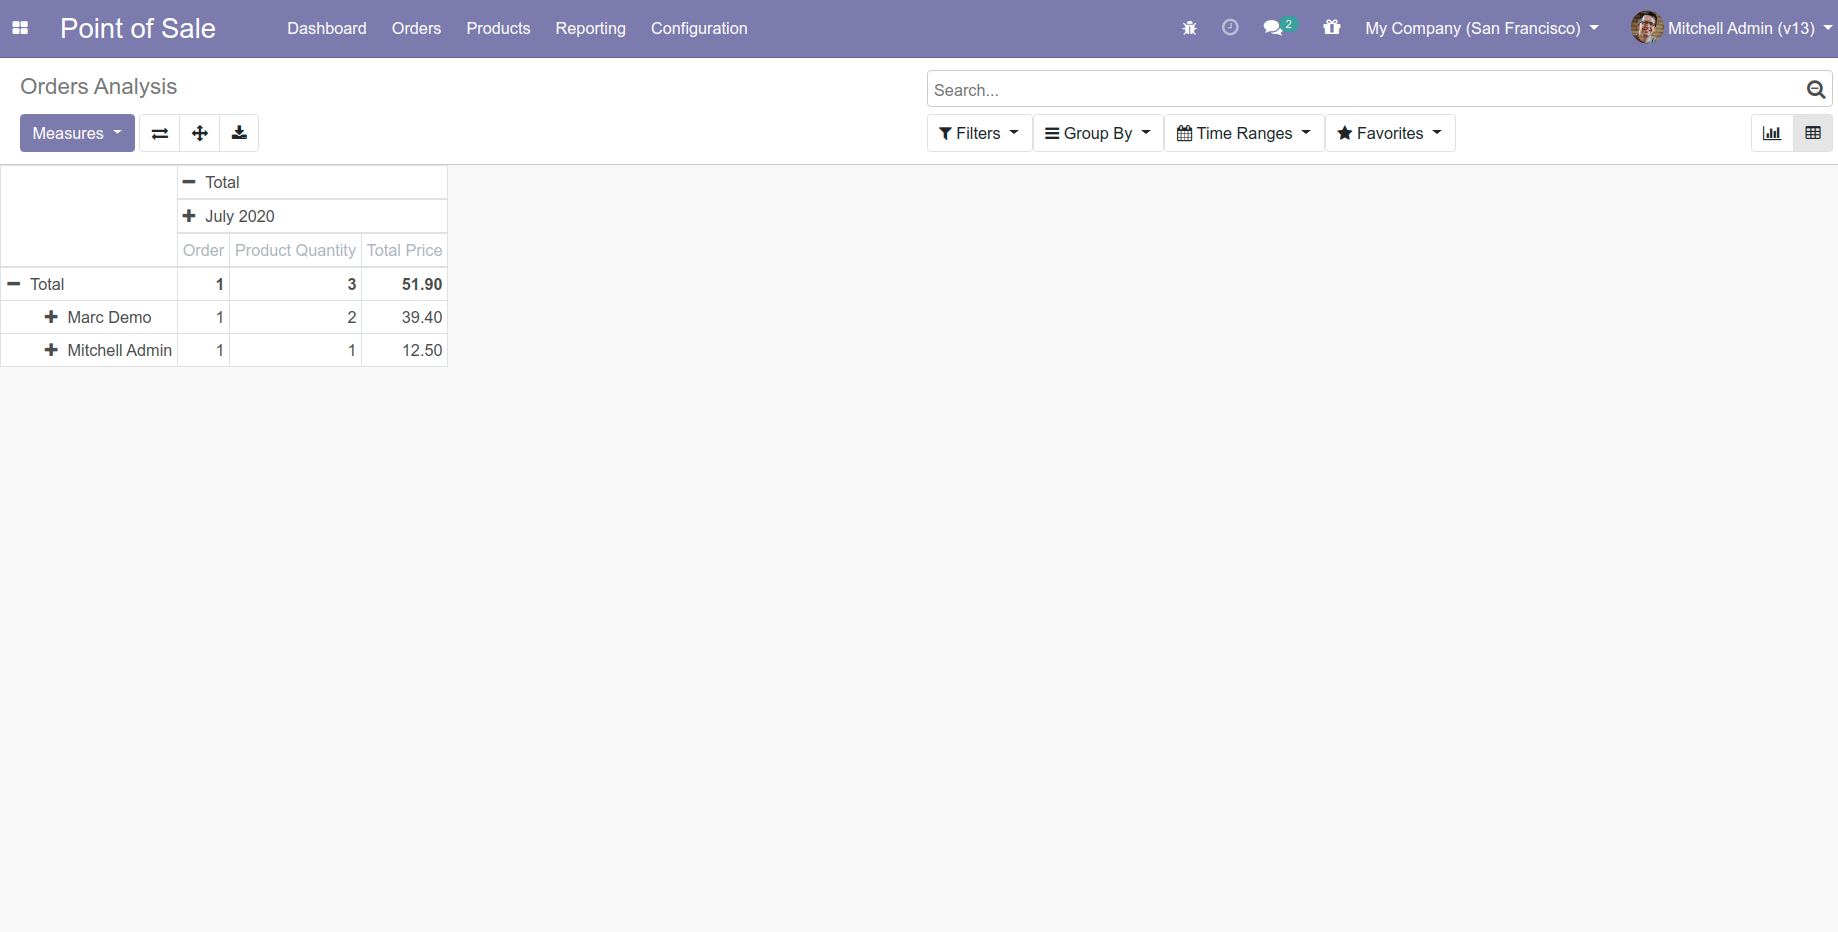 Point of Sale Dashboard Orders Products Reporting Configuration 2 My Company (San Francisco) Mitchell Admin (v13)
Orders Analysis
Search...
Measures Filters Group By Time Ranges Favorites
Total
July 2020
Order Product Quantity Total Price
Total 1 3 51.90
Marc Demo 1 2 39.40
Mitchell Admin 1 1 12.50